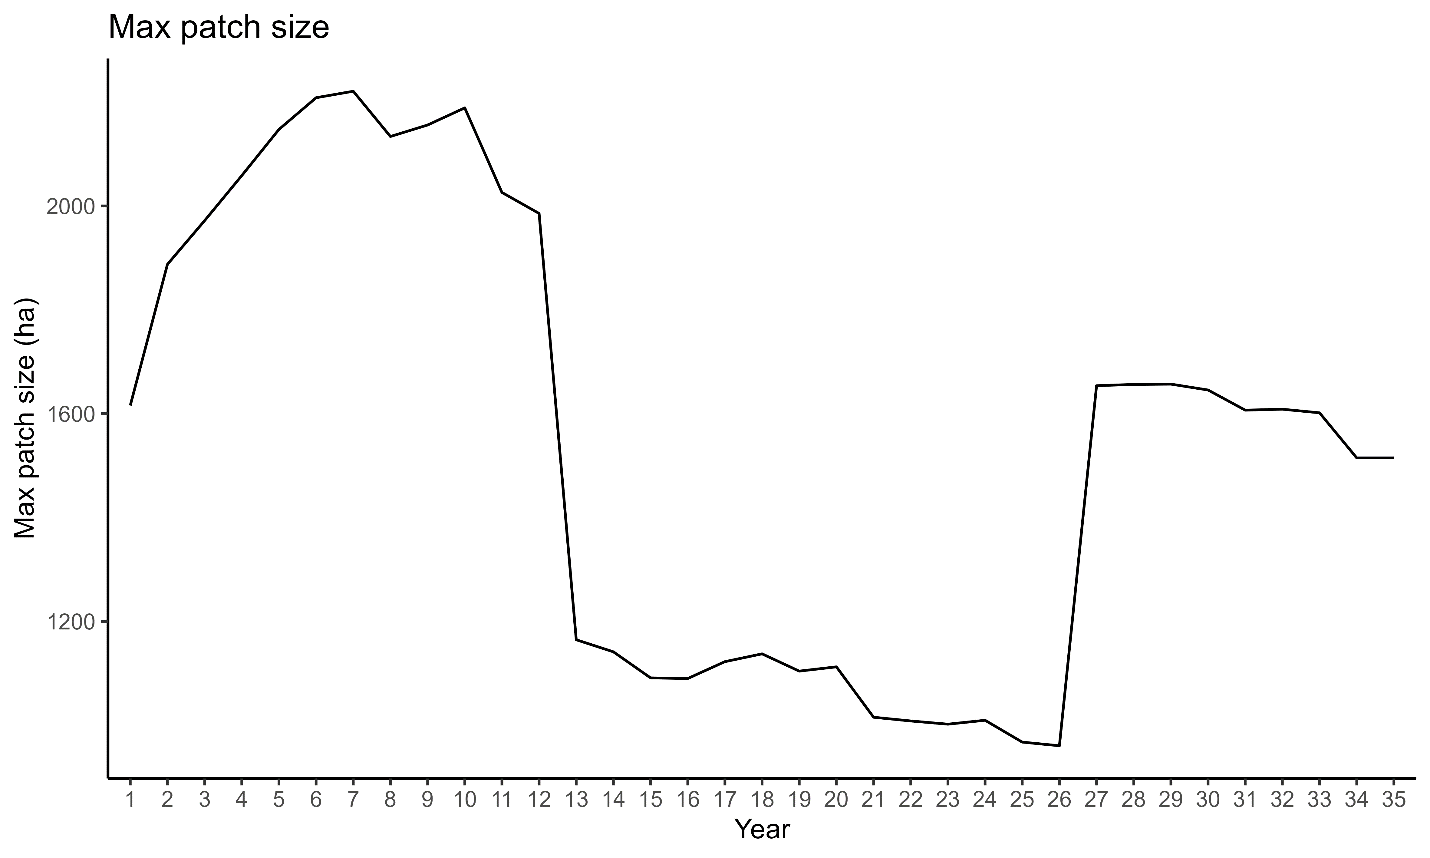 Max patch size
Max patch size (ha)
2000
1600
1200
1 2 3 4 5 6 7 8 9 10 11 12 13 14 15 16 17 18 19 20 21 22 23 24 25 26 27 28 29 30 31 32 33 34 35
Year